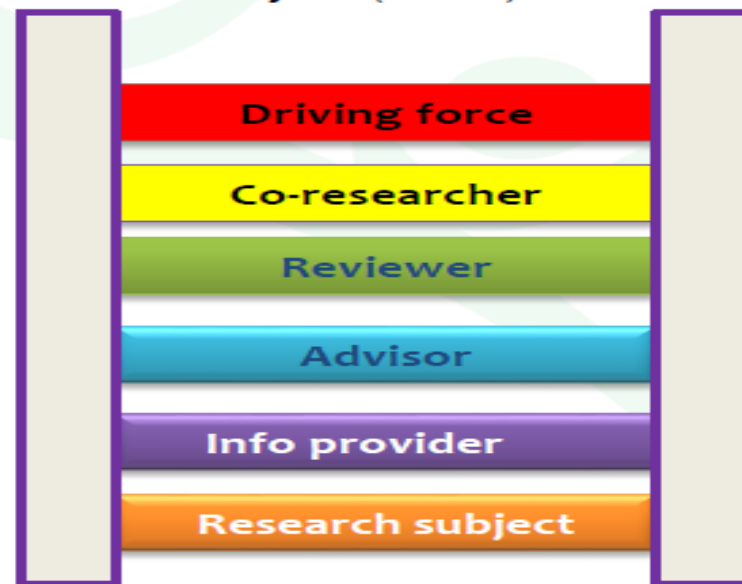 Driving force
Co-researcher
Reviewer
Advisor
Info provider
Research subject